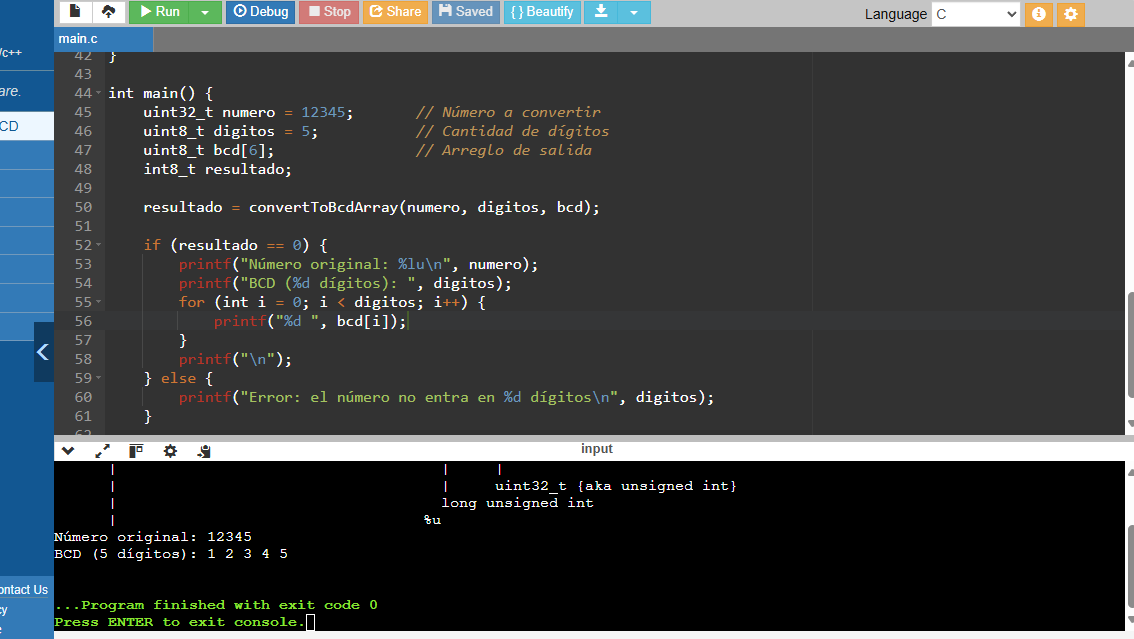 Run
Debug
Stop
Share
Saved
{ } Beautify
Language
C
main.c
/c++
are.
CD
42 }
43
44 int main() {
45 uint32_t numero = 12345; // Número a convertir
46 uint8_t digitos = 5; // Cantidad de dígitos
47 uint8_t bcd[6]; // Arreglo de salida
48 int8_t resultado;
49
50 resultado = convertToBcdArray(numero, digitos, bcd);
51
52 if (resultado == 0) {
53 printf("Número original: %lu\n", numero);
54 printf("BCD (%d dígitos): ", digitos);
55 for (int i = 0; i < digitos; i++) {
56 printf("%d ", bcd[i]);
57 }
58 printf("\n");
59 } else {
60 printf("Error: el número no entra en %d dígitos\n", digitos);
61 }
62
input
| | |
| | uint32_t {aka unsigned int}
| long unsigned int
| %u
Número original: 12345
BCD (5 dígitos): 1 2 3 4 5
...Program finished with exit code 0
Press ENTER to exit console.
ontact Us
cy